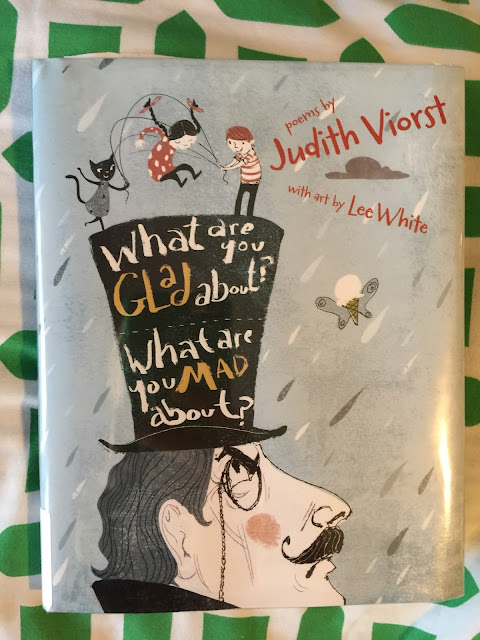 poems by
Judith Viorst
with art by Lee White
What are
you
GLad about?
What are
you MAD
about?